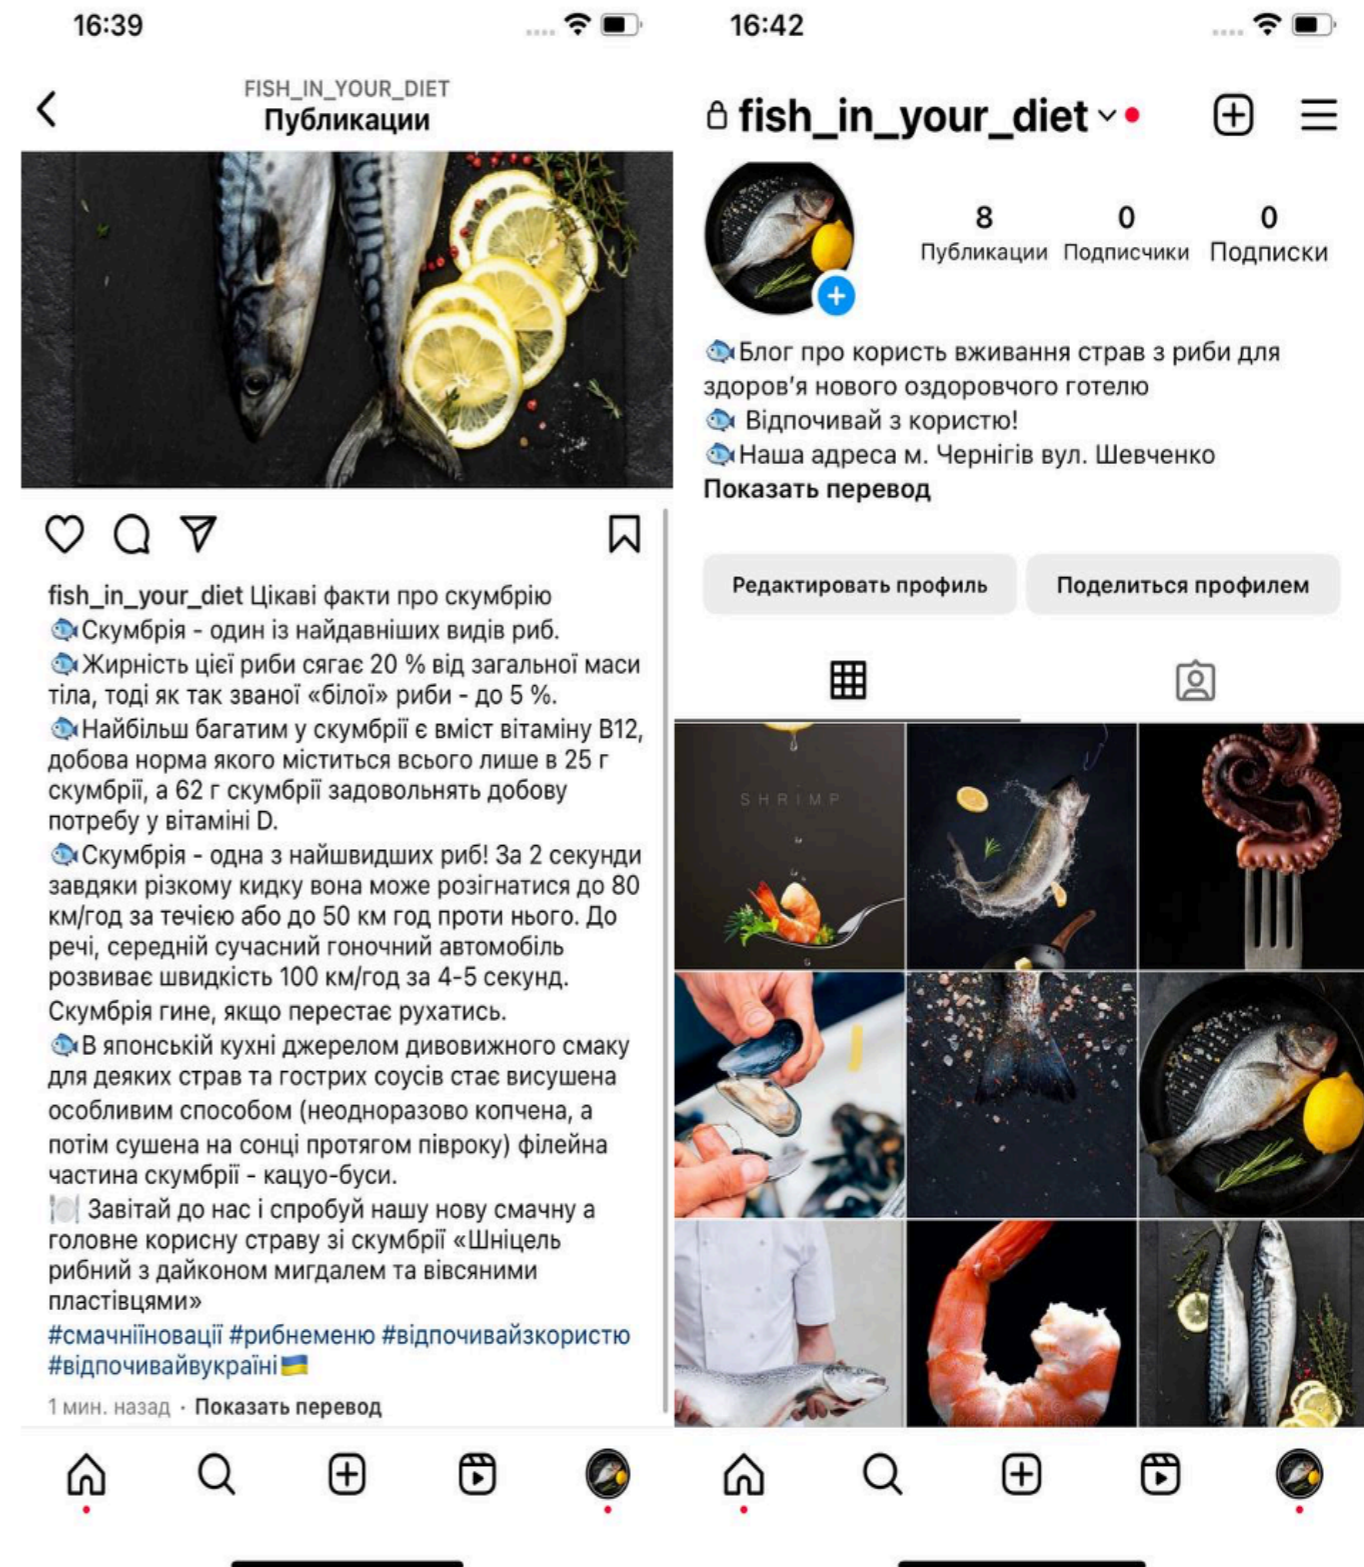 16:39
FISH_IN_YOUR_DIET
Публикации
fish_in_your_diet Цікаві факти про скумбрію
🐟Скумбрія - один із найдавніших видів риб.
🐟Жирність цієї риби сягає 20 % від загальної маси
тіла, тоді як так званої «білої» риби - до 5 %.
🐟Найбільш багатим у скумбрії є вміст вітаміну В12,
добова норма якого міститься всього лише в 25 г
скумбрії, а 62 г скумбрії задовольнять добову
потребу у вітаміні D.
🐟Скумбрія - одна з найшвидших риб! За 2 секунди
завдяки різкому кидку вона може розігнатися до 80
км/год за течією або до 50 км год проти нього. До
речі, середній сучасний гоночний автомобіль
розвиває швидкість 100 км/год за 4-5 секунд.
Скумбрія гине, якщо перестає рухатись.
🐟В японській кухні джерелом дивовижного смаку
для деяких страв та гострих соусів стає висушена
особливим способом (неодноразово копчена, а
потім сушена на сонці протягом півроку) філейна
частина скумбрії - кацуо-буси.
🍽 Завітай до нас і спробуй нашу нову смачну а
головне корисну страву зі скумбрії «Шніцель
рибний з дайконом мигдалем та вівсяними
пластівцями»
#смачніїновації #рибнеменю #відпочивайзкористю
#відпочивайвукраїні🇺🇦
1 мин. назад · Показать перевод
16:42
fish_in_your_diet
8 0 0
Публикации Подписчики Подписки
🐟Блог про користь вживання страв з риби для
здоров’я нового оздоровчого готелю
🐟 Відпочивай з користю!
🐟Наша адреса м. Чернігів вул. Шевченко
Показать перевод
Редактировать профиль Поделиться профилем
SHRIMP